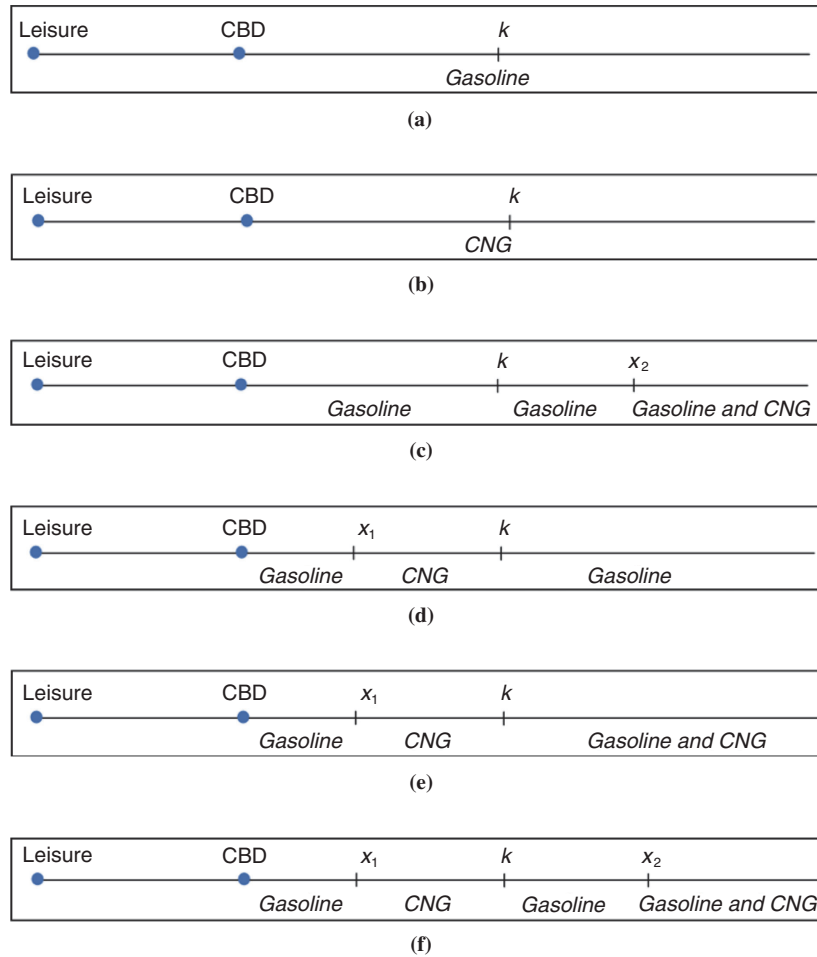 Leisure CBD k
Gasoline
(a)
Leisure CBD k
CNG
(b)
Leisure CBD k x₂
Gasoline Gasoline Gasoline and CNG
(c)
Leisure CBD x₁ k
Gasoline CNG Gasoline
(d)
Leisure CBD x₁ k
Gasoline CNG Gasoline and CNG
(e)
Leisure CBD x₁ k x₂
Gasoline CNG Gasoline Gasoline and CNG
(f)